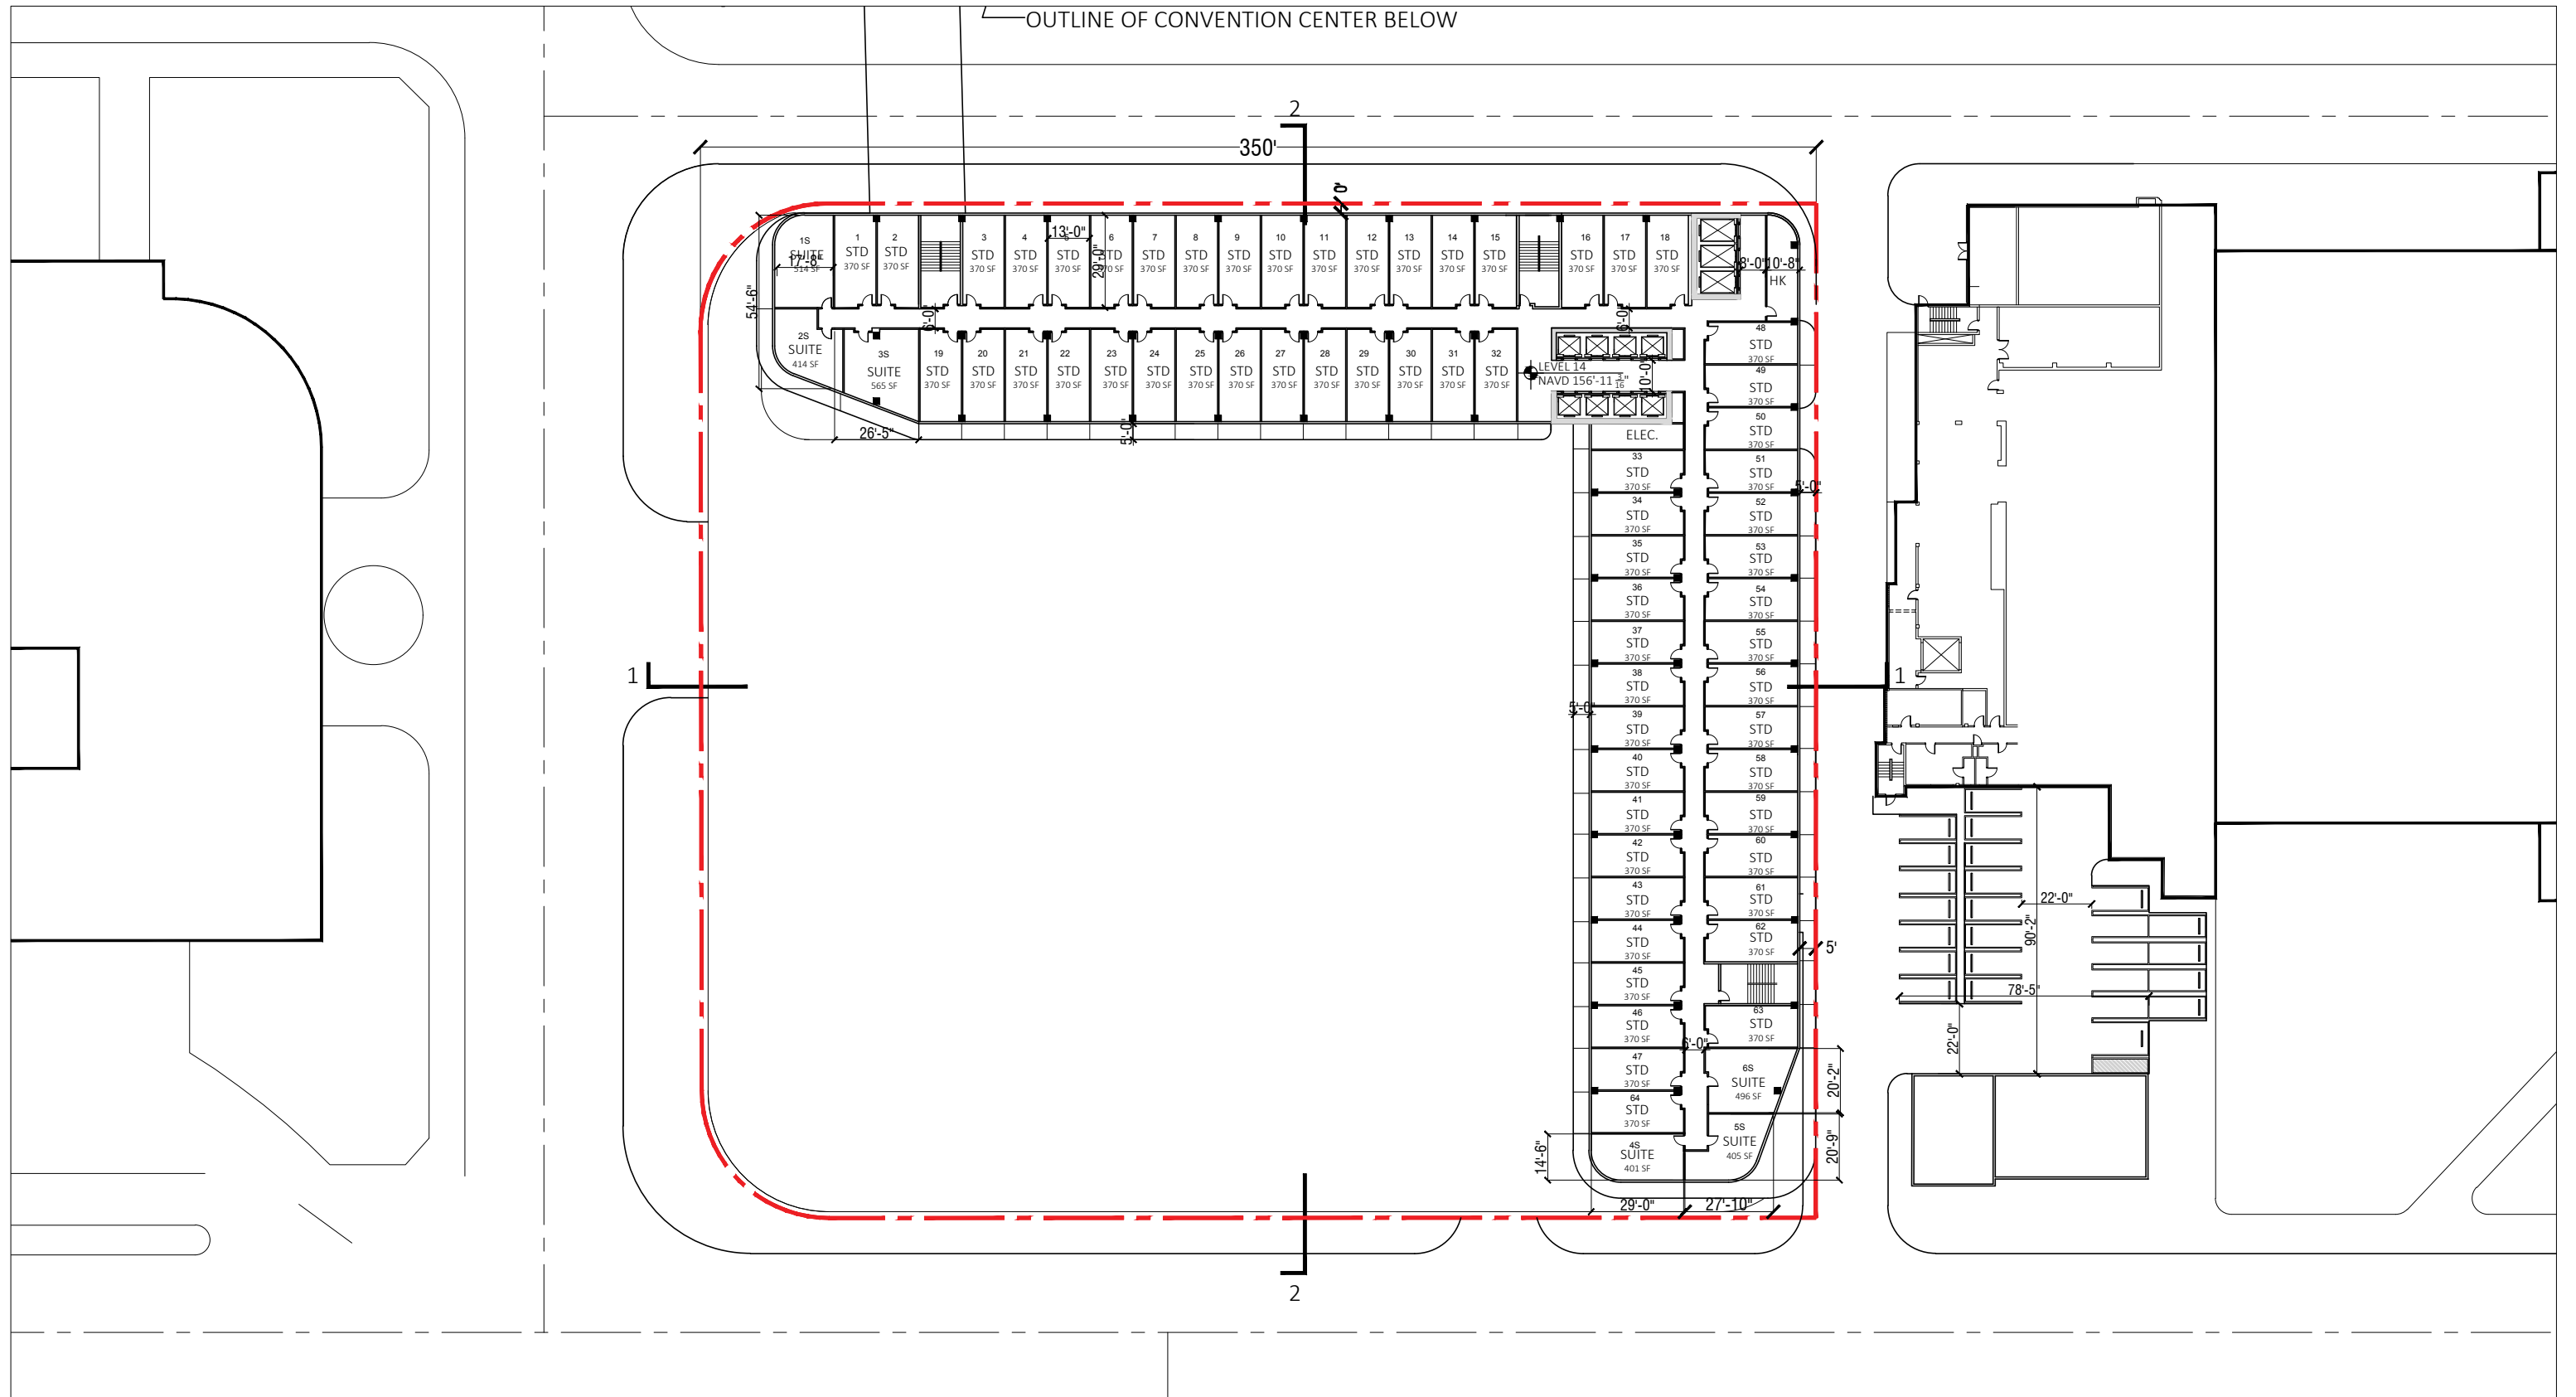 OUTLINE OF CONVENTION CENTER BELOW
2
350'
0'
1S
SUITE
514 SF
17'-8"
54'-6"
1
STD
370 SF
2
STD
370 SF
3
STD
370 SF
4
STD
370 SF
13'-0"
5
STD
370 SF
6
STD
370 SF
29'-0"
7
STD
370 SF
8
STD
370 SF
9
STD
370 SF
10
STD
370 SF
11
STD
370 SF
12
STD
370 SF
13
STD
370 SF
14
STD
370 SF
15
STD
370 SF
16
STD
370 SF
17
STD
370 SF
18
STD
370 SF
8'-0"
10'-8"
HK
6'-0"
6'-0"
2S
SUITE
414 SF
3S
SUITE
565 SF
19
STD
370 SF
20
STD
370 SF
21
STD
370 SF
22
STD
370 SF
23
STD
370 SF
24
STD
370 SF
25
STD
370 SF
26
STD
370 SF
27
STD
370 SF
28
STD
370 SF
29
STD
370 SF
30
STD
370 SF
31
STD
370 SF
32
STD
370 SF
LEVEL 14
NAVD 156'-11 3/16"
10'-0"
26'-5"
5'-0"
ELEC.
48
STD
370 SF
49
STD
370 SF
50
STD
370 SF
33
STD
370 SF
51
STD
370 SF
5'-0"
34
STD
370 SF
52
STD
370 SF
35
STD
370 SF
53
STD
370 SF
36
STD
370 SF
54
STD
370 SF
37
STD
370 SF
55
STD
370 SF
1
38
STD
370 SF
56
STD
370 SF
1
5'-0"
39
STD
370 SF
57
STD
370 SF
40
STD
370 SF
58
STD
370 SF
41
STD
370 SF
59
STD
370 SF
42
STD
370 SF
60
STD
370 SF
43
STD
370 SF
61
STD
370 SF
44
STD
370 SF
62
STD
370 SF
5'
22'-0"
90'-2"
78'-5"
22'-0"
45
STD
370 SF
46
STD
370 SF
63
STD
370 SF
6'-0"
47
STD
370 SF
6S
SUITE
496 SF
20'-2"
64
STD
370 SF
4S
SUITE
401 SF
14'-6"
5S
SUITE
405 SF
20'-9"
29'-0"
27'-10"
2